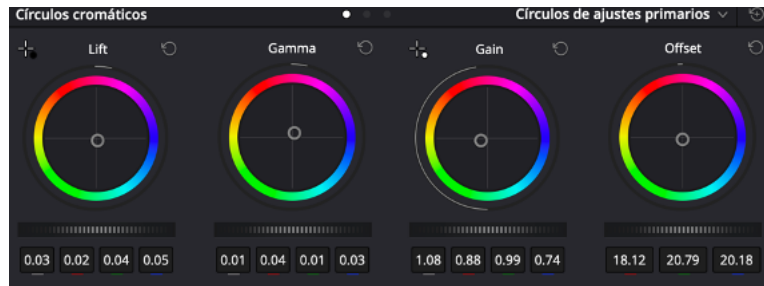 Círculos cromáticos Círculos de ajustes primarios
Lift Gamma Gain Offset
0.03 0.02 0.04 0.05 0.01 0.04 0.01 0.03 1.08 0.88 0.99 0.74 18.12 20.79 20.18